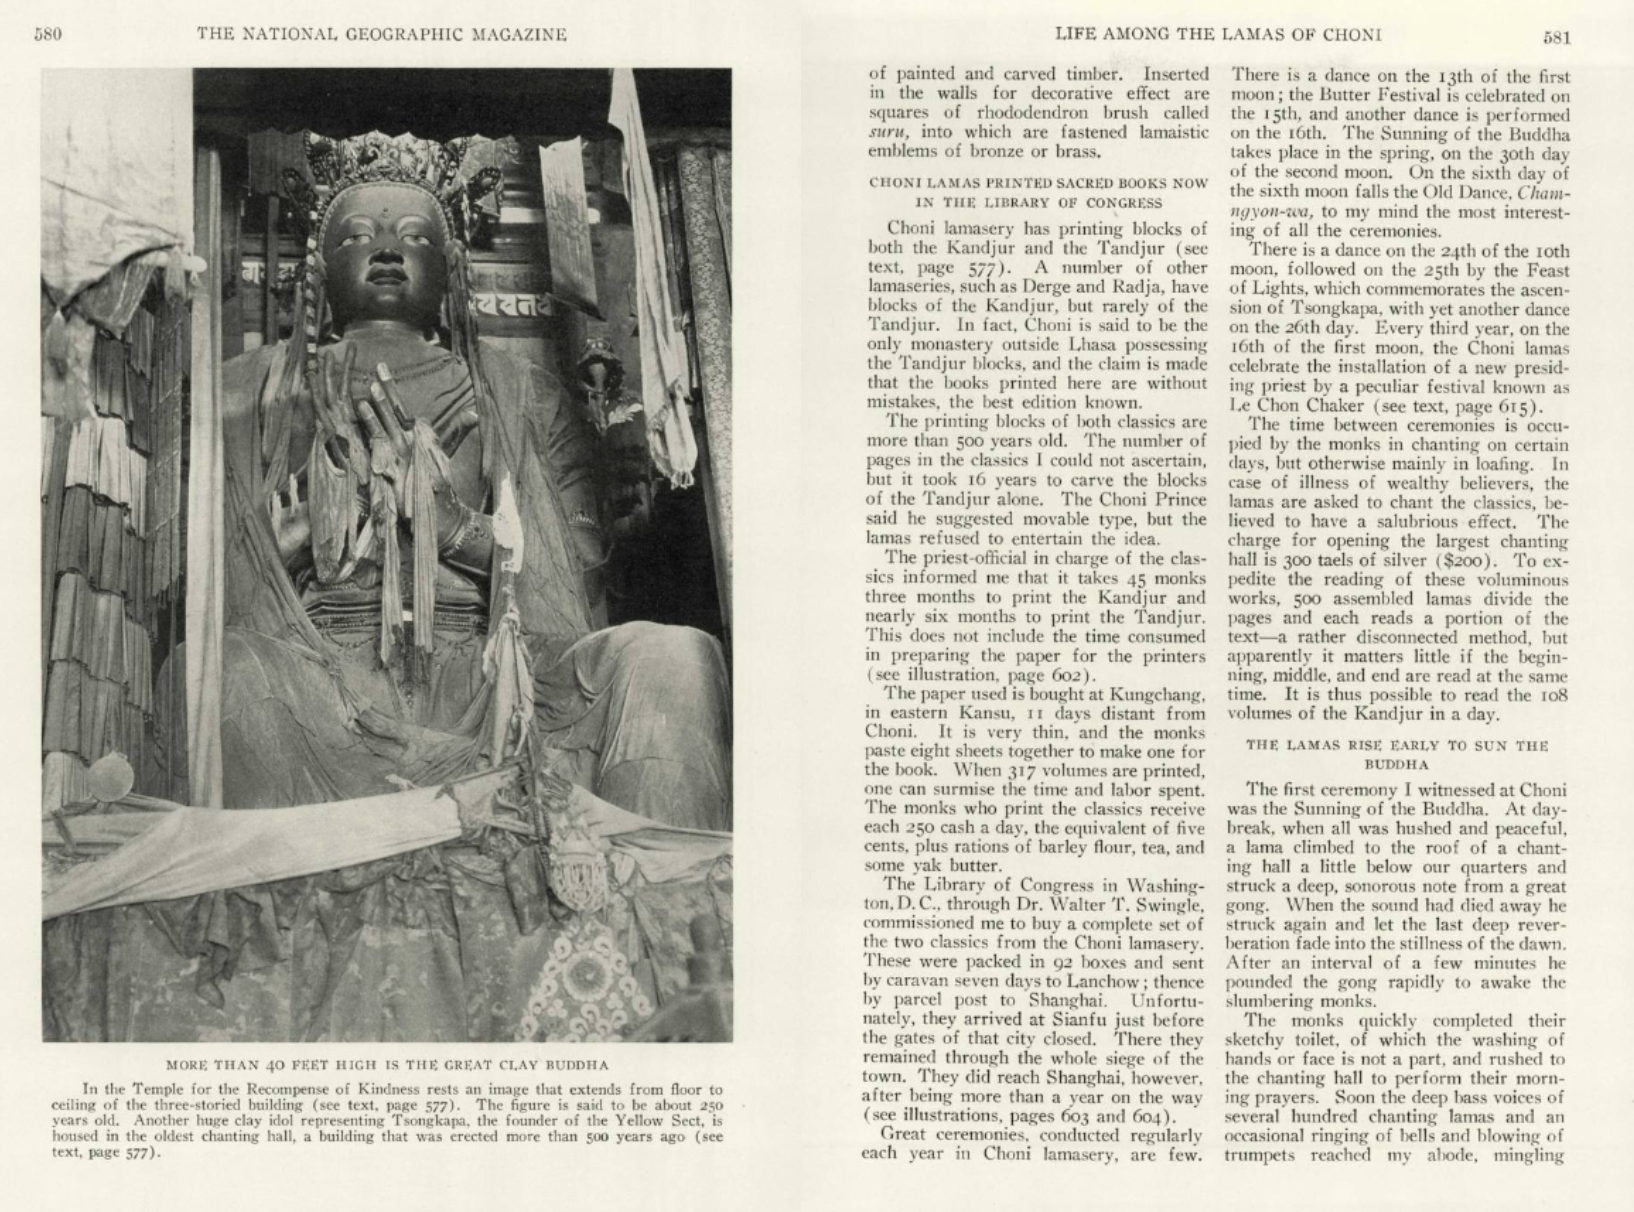 580
THE NATIONAL GEOGRAPHIC MAGAZINE
MORE THAN 40 FEET HIGH IS THE GREAT CLAY BUDDHA
In the Temple for the Recompense of Kindness rests an image that extends from floor to
ceiling of the three-storied building (see text, page 577). The figure is said to be about 250
years old. Another huge clay idol representing Tsongkapa, the founder of the Yellow Sect, is
housed in the oldest chanting hall, a building that was erected more than 500 years ago (see
text, page 577).
LIFE AMONG THE LAMAS OF CHONI
581
of painted and carved timber. Inserted
in the walls for decorative effect are
squares of rhododendron brush called
suru, into which are fastened lamaistic
emblems of bronze or brass.
CHONI LAMAS PRINTED SACRED BOOKS NOW
IN THE LIBRARY OF CONGRESS
Choni lamasery has printing blocks of
both the Kandjur and the Tandjur (see
text, page 577). A number of other
lamaseries, such as Derge and Radja, have
blocks of the Kandjur, but rarely of the
Tandjur. In fact, Choni is said to be the
only monastery outside Lhasa possessing
the Tandjur blocks, and the claim is made
that the books printed here are without
mistakes, the best edition known.
The printing blocks of both classics are
more than 500 years old. The number of
pages in the classics I could not ascertain,
but it took 16 years to carve the blocks
of the Tandjur alone. The Choni Prince
said he suggested movable type, but the
lamas refused to entertain the idea.
The priest-official in charge of the clas-
sics informed me that it takes 45 monks
three months to print the Kandjur and
nearly six months to print the Tandjur.
This does not include the time consumed
in preparing the paper for the printers
(see illustration, page 602).
The paper used is bought at Kungchang,
in eastern Kansu, 11 days distant from
Choni. It is very thin, and the monks
paste eight sheets together to make one for
the book. When 317 volumes are printed,
one can surmise the time and labor spent.
The monks who print the classics receive
each 250 cash a day, the equivalent of five
cents, plus rations of barley flour, tea, and
some yak butter.
The Library of Congress in Washing-
ton, D. C., through Dr. Walter T. Swingle,
commissioned me to buy a complete set of
the two classics from the Choni lamasery.
These were packed in 92 boxes and sent
by caravan seven days to Lanchow; thence
by parcel post to Shanghai. Unfortu-
nately, they arrived at Sianfu just before
the gates of that city closed. There they
remained through the whole siege of the
town. They did reach Shanghai, however,
after being more than a year on the way
(see illustrations, pages 603 and 604).
Great ceremonies, conducted regularly
each year in Choni lamasery, are few.
There is a dance on the 13th of the first
moon; the Butter Festival is celebrated on
the 15th, and another dance is performed
on the 16th. The Sunning of the Buddha
takes place in the spring, on the 30th day
of the second moon. On the sixth day of
the sixth moon falls the Old Dance, Cham-
ngyon-wa, to my mind the most interest-
ing of all the ceremonies.
There is a dance on the 24th of the 10th
moon, followed on the 25th by the Feast
of Lights, which commemorates the ascen-
sion of Tsongkapa, with yet another dance
on the 26th day. Every third year, on the
16th of the first moon, the Choni lamas
celebrate the installation of a new presid-
ing priest by a peculiar festival known as
Le Chon Chaker (see text, page 615).
The time between ceremonies is occu-
pied by the monks in chanting on certain
days, but otherwise mainly in loafing. In
case of illness of wealthy believers, the
lamas are asked to chant the classics, be-
lieved to have a salubrious effect. The
charge for opening the largest chanting
hall is 300 taels of silver ($200). To ex-
pedite the reading of these voluminous
works, 500 assembled lamas divide the
pages and each reads a portion of the
text—a rather disconnected method, but
apparently it matters little if the begin-
ning, middle, and end are read at the same
time. It is thus possible to read the 108
volumes of the Kandjur in a day.
THE LAMAS RISE EARLY TO SUN THE
BUDDHA
The first ceremony I witnessed at Choni
was the Sunning of the Buddha. At day-
break, when all was hushed and peaceful,
a lama climbed to the roof of a chant-
ing hall a little below our quarters and
struck a deep, sonorous note from a great
gong. When the sound had died away he
struck again and let the last deep rever-
beration fade into the stillness of the dawn.
After an interval of a few minutes he
pounded the gong rapidly to awake the
slumbering monks.
The monks quickly completed their
sketchy toilet, of which the washing of
hands or face is not a part, and rushed to
the chanting hall to perform their morn-
ing prayers. Soon the deep bass voices of
several hundred chanting lamas and an
occasional ringing of bells and blowing of
trumpets reached my abode, mingling